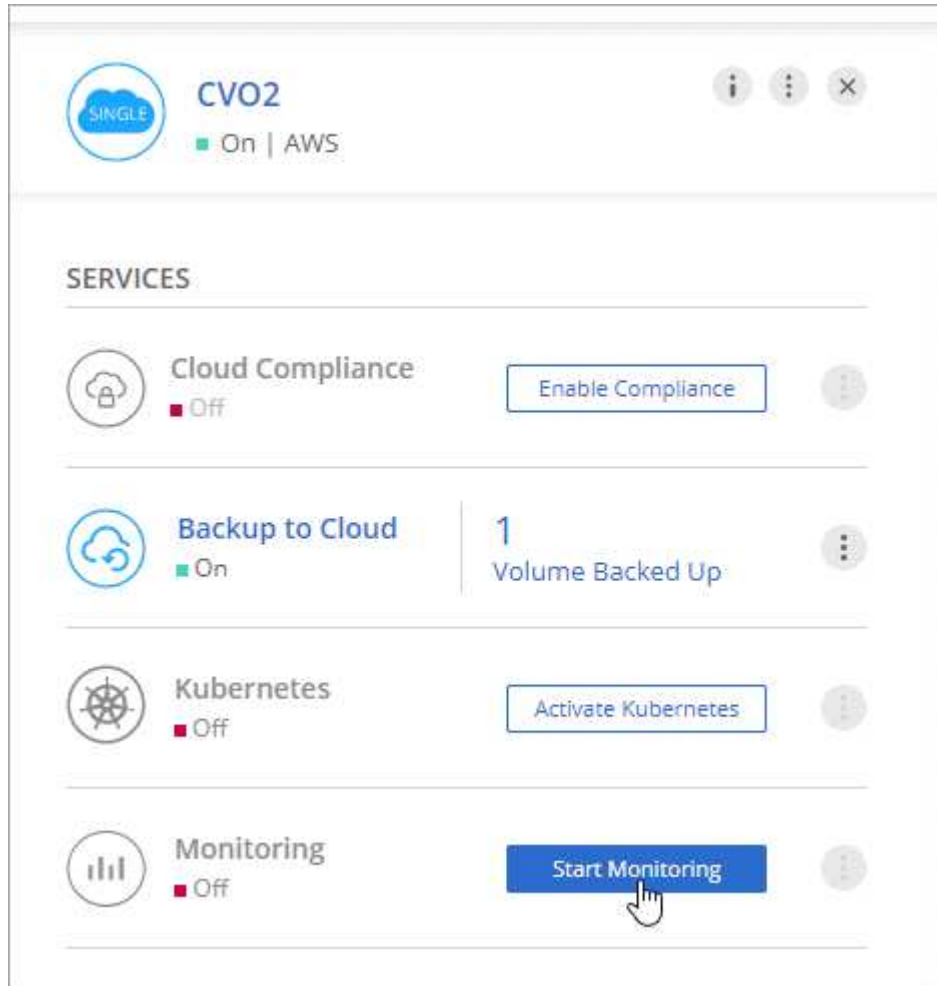 SINGLE
CVO2
On | AWS
SERVICES
Cloud Compliance
Off
Enable Compliance
Backup to Cloud
On
1
Volume Backed Up
Kubernetes
Off
Activate Kubernetes
Monitoring
Off
Start Monitoring